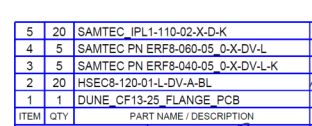 5 20 SAMTEC_IPL1-110-02-X-D-K
4 5 SAMTEC PN ERF8-060-05_0-X-DV-L
3 5 SAMTEC PN ERF8-040-05_0-X-DV-L-K
2 20 HSEC8-120-01-L-DV-A-BL
1 1 DUNE_CF13-25_FLANGE_PCB
ITEM QTY PART NAME / DESCRIPTION